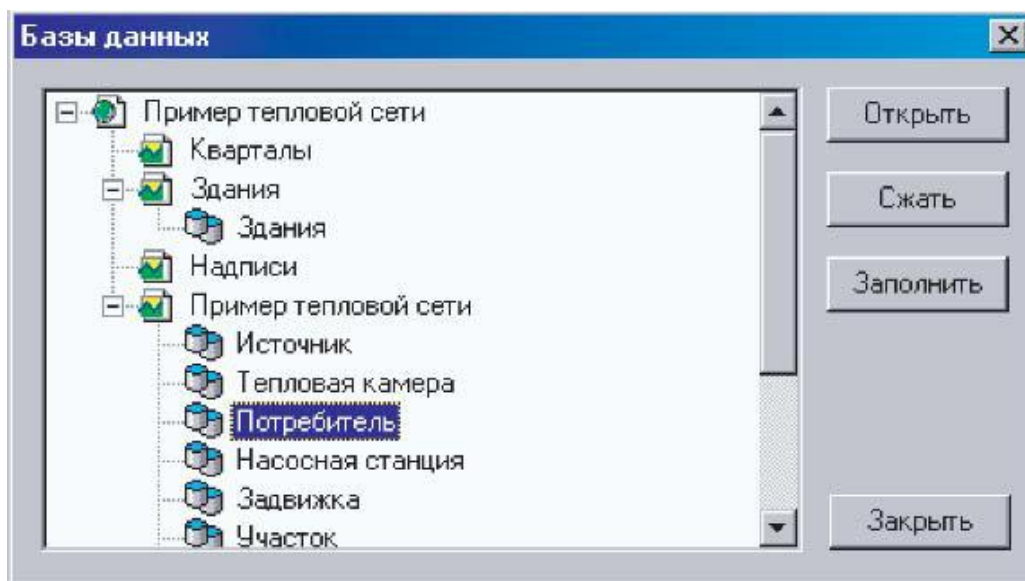 Базы данных
Пример тепловой сети
Кварталы
Здания
Здания
Надписи
Пример тепловой сети
Источник
Тепловая камера
Потребитель
Насосная станция
Задвижка
Участок
Открыть
Сжать
Заполнить
Закрыть